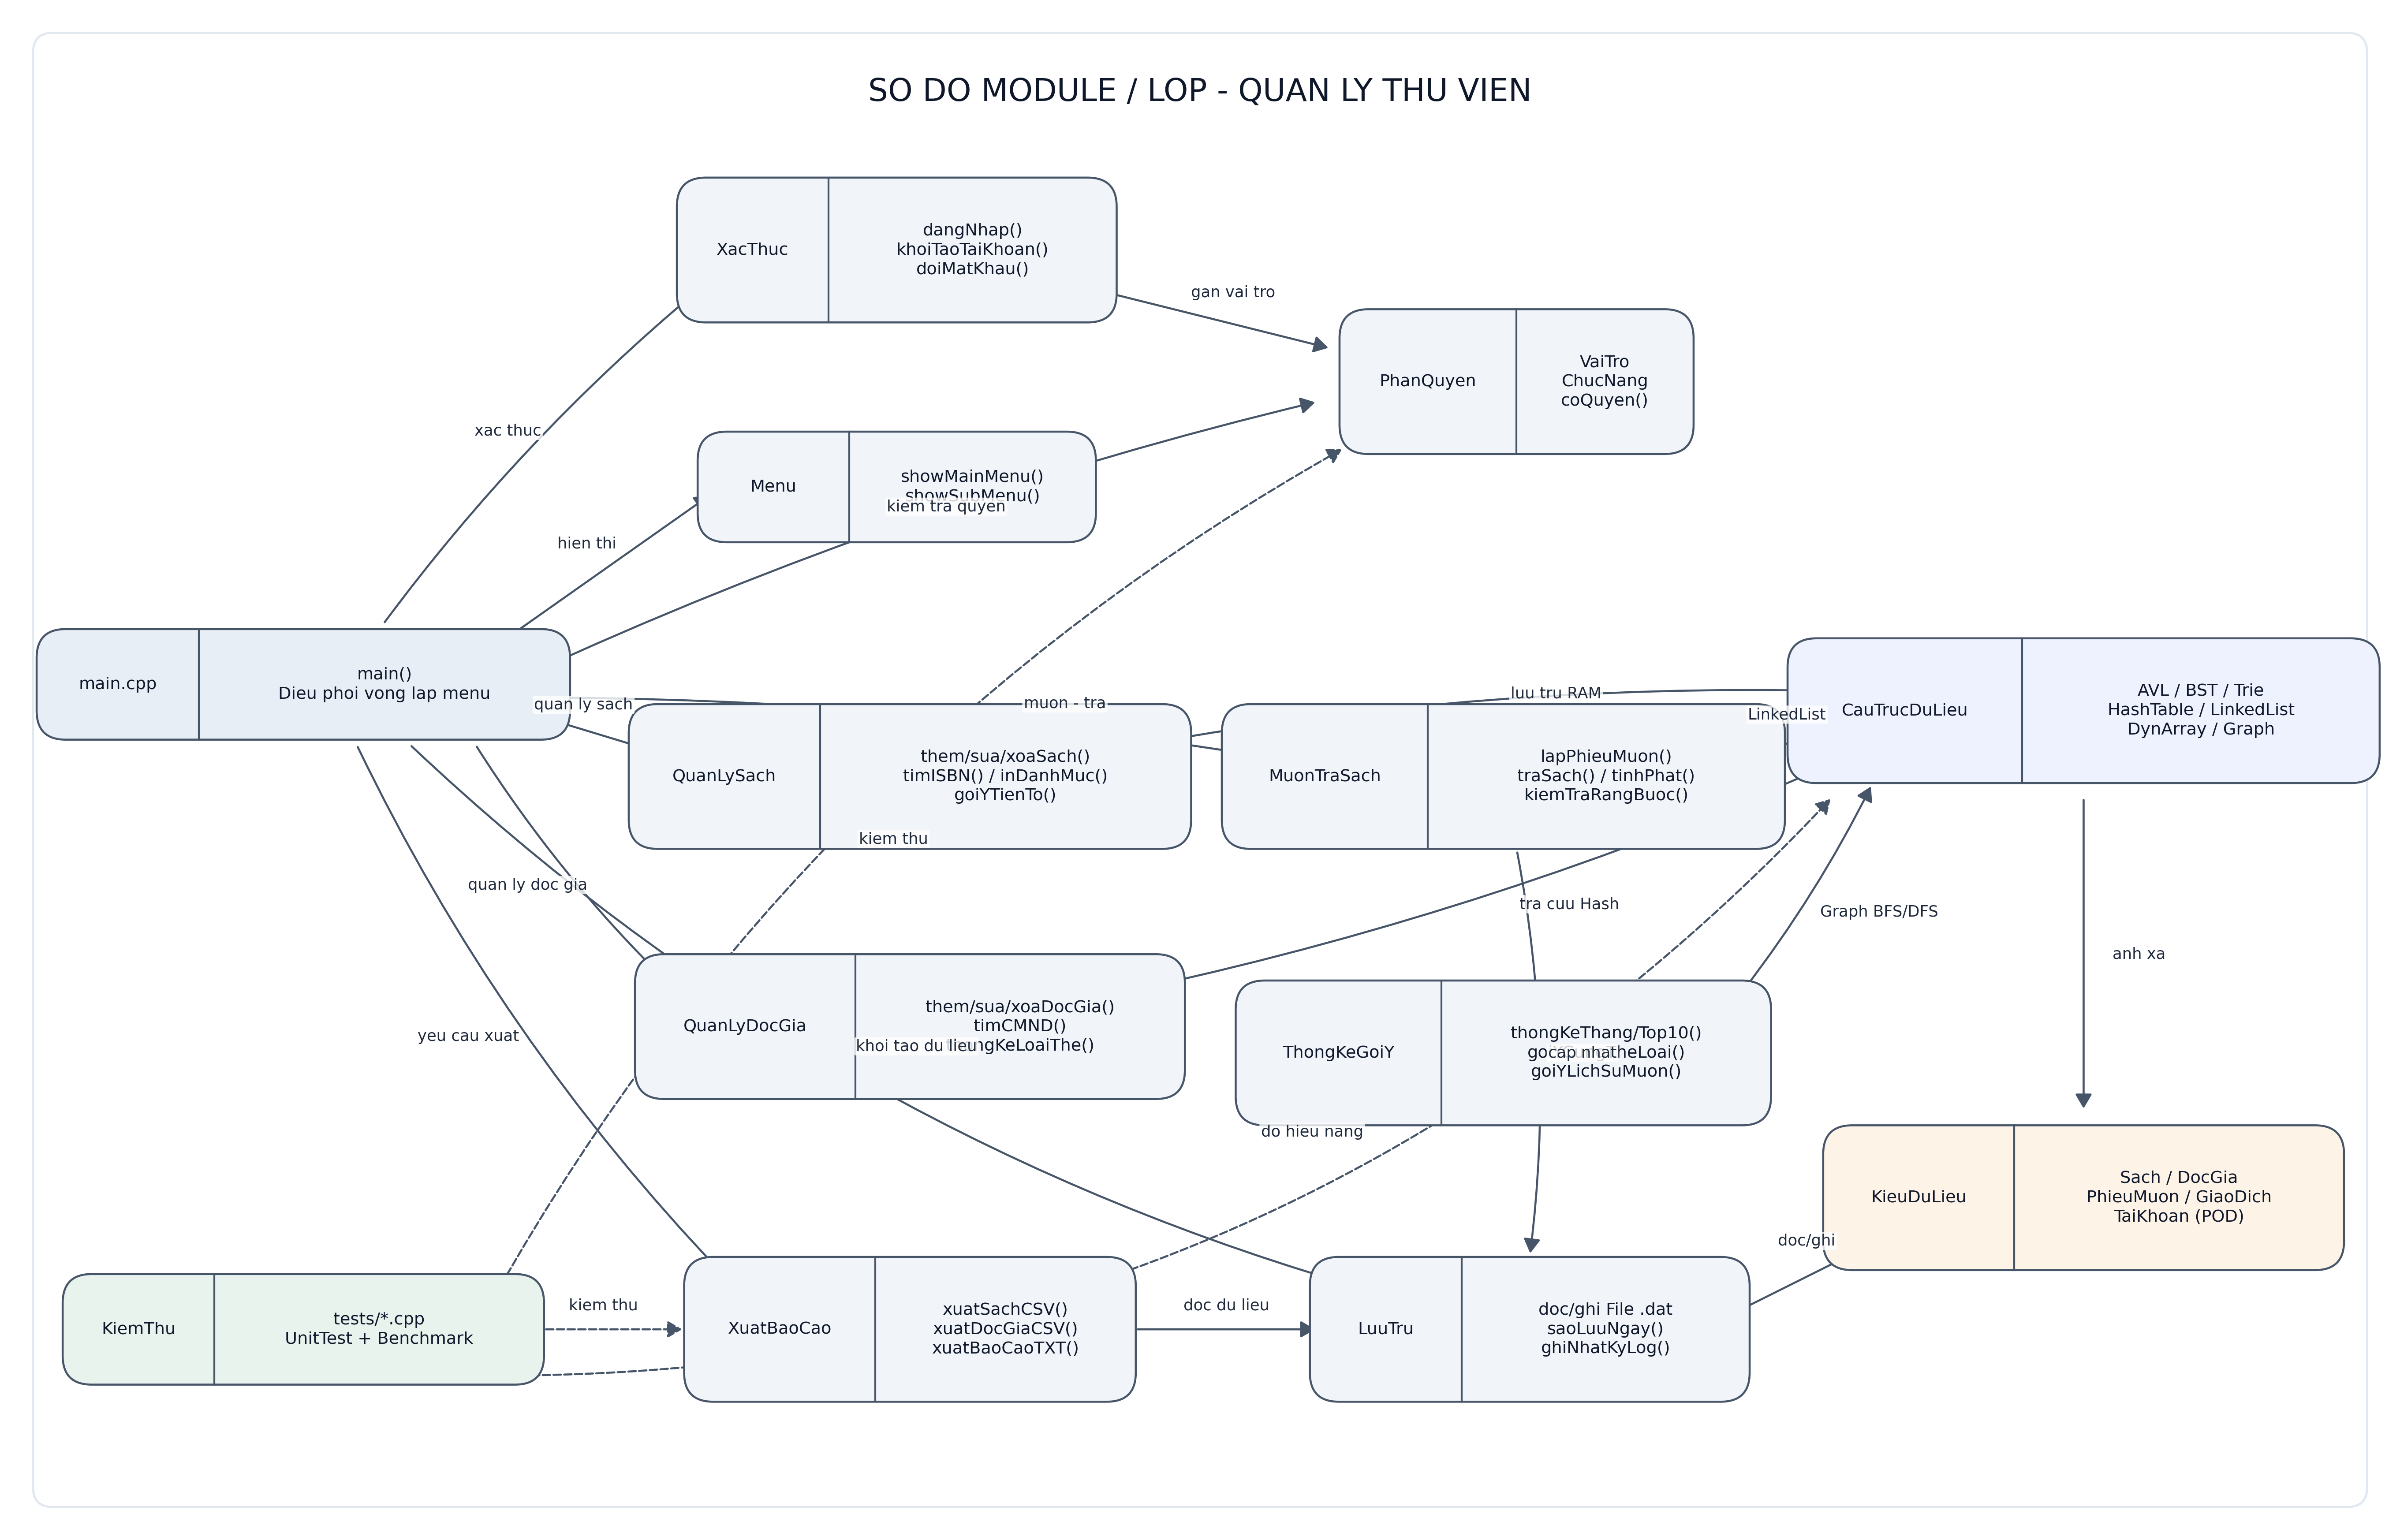 SO DO MODULE / LOP - QUAN LY THU VIEN
XacThuc
dangNhap()
khoiTaoTaiKhoan()
doiMatKhau()
gan vai tro
PhanQuyen
VaiTro
ChucNang
coQuyen()
xac thuc
Menu
showMainMenu()
showSubMenu()
kiem tra quyen
hien thi
main.cpp
main()
Dieu phoi vong lap menu
quan ly sach
muon - tra
luu tru RAM
LinkedList
CauTrucDuLieu
AVL / BST / Trie
HashTable / LinkedList
DynArray / Graph
QuanLySach
them/sua/xoaSach()
timISBN() / inDanhMuc()
goiYTienTo()
MuonTraSach
lapPhieuMuon()
traSach() / tinhPhat()
kiemTraRangBuoc()
kiem thu
quan ly doc gia
tra cuu Hash
Graph BFS/DFS
anh xa
QuanLyDocGia
them/sua/xoaDocGia()
timCMND()
khoi tao du lieu
ThongKeGoiY
thongKeThang/Top10()
goiYLichSuMuon()
yeu cau xuat
do hieu nang
KieuDuLieu
Sach / DocGia
PhieuMuon / GiaoDich
TaiKhoan (POD)
doc/ghi
KiemThu
tests/*.cpp
UnitTest + Benchmark
kiem thu
XuatBaoCao
xuatSachCSV()
xuatDocGiaCSV()
xuatBaoCaoTXT()
doc du lieu
LuuTru
doc/ghi File .dat
saoLuuNgay()
ghiNhatKyLog()